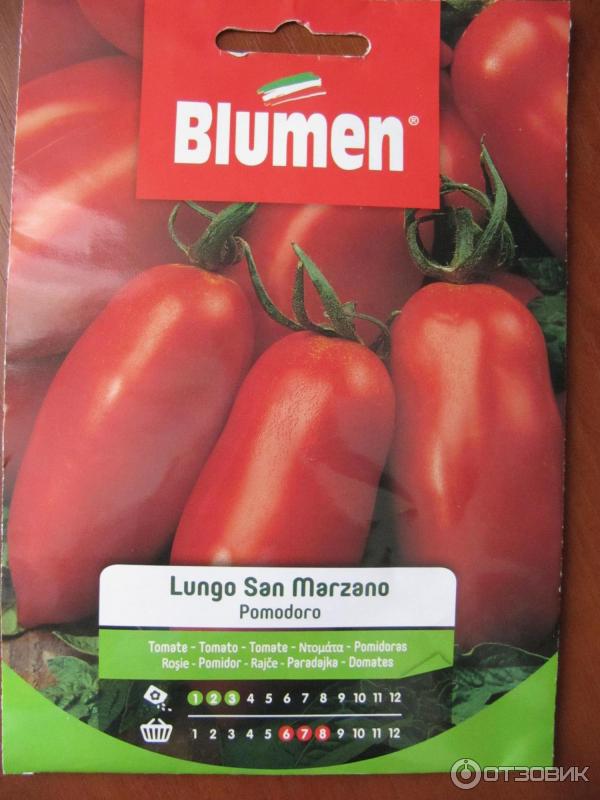 Blumen®
Lungo San Marzano
Pomodoro
Tomate - Tomato - Tomate - Ντομάτα - Pomidoras
Roşie - Pomidor - Rajče - Paradajka - Domates
1 2 3 4 5 6 7 8 9 10 11 12
1 2 3 4 5 6 7 8 9 10 11 12
ОТЗОВИК